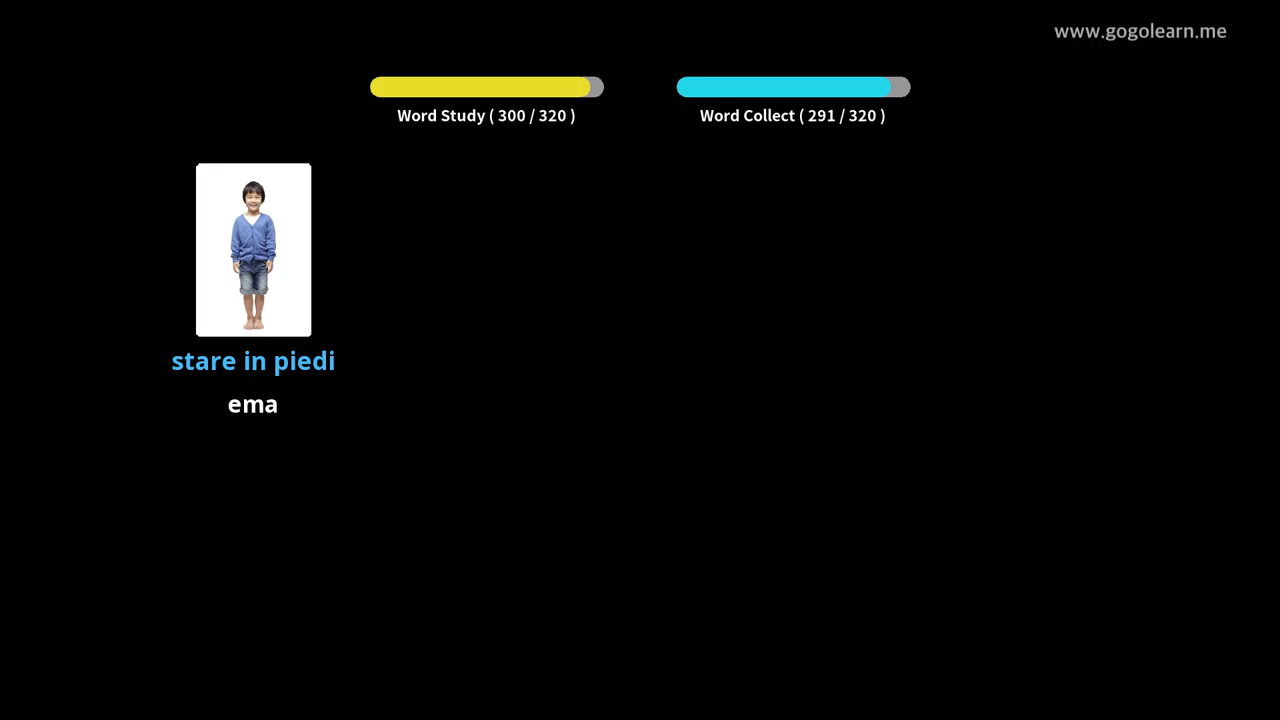 www.gogolearn.me
Word Study ( 300 / 320 )
Word Collect ( 291 / 320 )
stare in piedi
ema